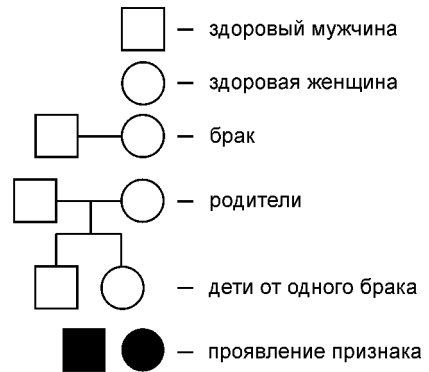 — здоровый мужчина
— здоровая женщина
— брак
— родители
— дети от одного брака
— проявление признака